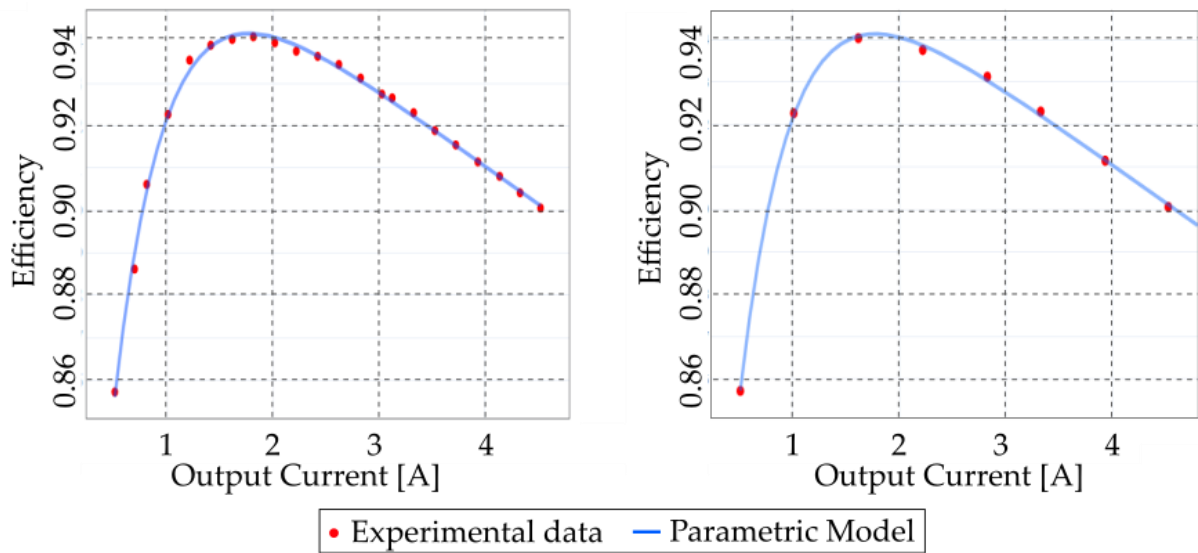 Efficiency
0.94
0.92
0.90
0.88
0.86
1 2 3 4
Output Current [A]
Efficiency
0.94
0.92
0.90
0.88
0.86
1 2 3 4
Output Current [A]
Experimental data Parametric Model